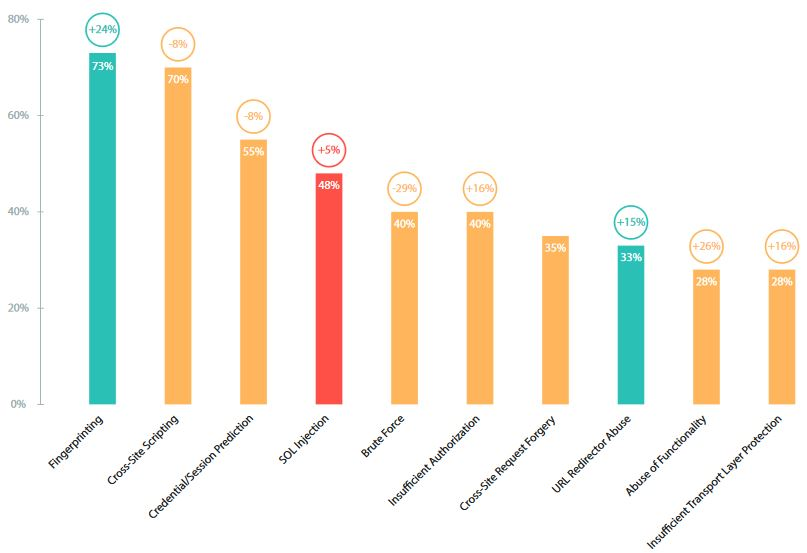 80%
60%
40%
20%
0%
+24%
73%
-8%
70%
-8%
55%
+5%
48%
-29%
40%
+16%
40%
35%
+15%
33%
+26%
28%
+16%
28%
Fingerprinting
Cross-Site Scripting
Credential/Session Prediction
SOL Injection
Brute Force
Insufficient Authorization
Cross-Site Request Forgery
URL Redirector Abuse
Abuse of Functionality
Insufficient Transport Layer Protection